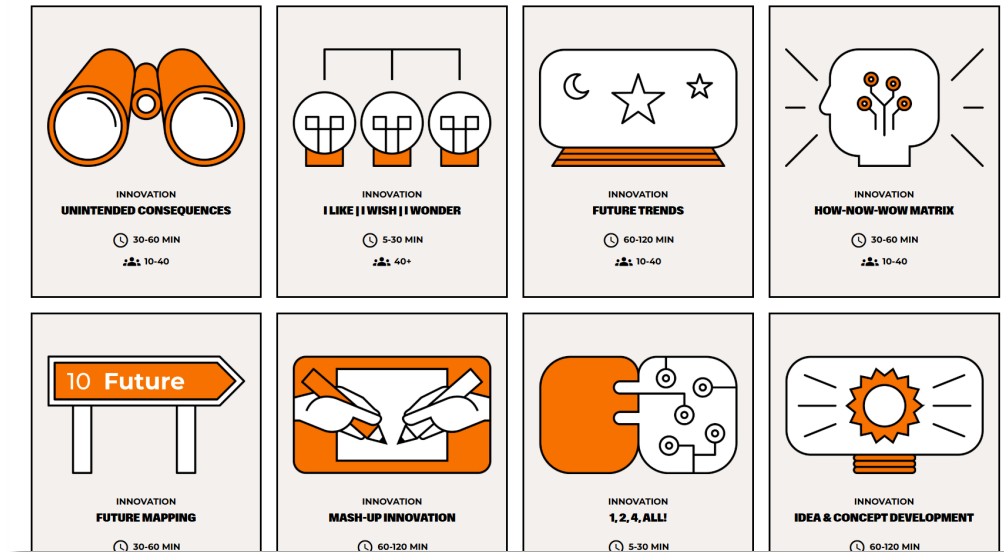 INNOVATION
UNINTENDED CONSEQUENCES
30-60 MIN
10-40
INNOVATION
I LIKE | I WISH | I WONDER
5-30 MIN
40+
INNOVATION
FUTURE TRENDS
60-120 MIN
10-40
INNOVATION
HOW-NOW-WOW MATRIX
30-60 MIN
10-40
10 Future
INNOVATION
FUTURE MAPPING
30-60 MIN
INNOVATION
MASH-UP INNOVATION
60-120 MIN
INNOVATION
1, 2, 4, ALL!
5-30 MIN
INNOVATION
IDEA & CONCEPT DEVELOPMENT
60-120 MIN